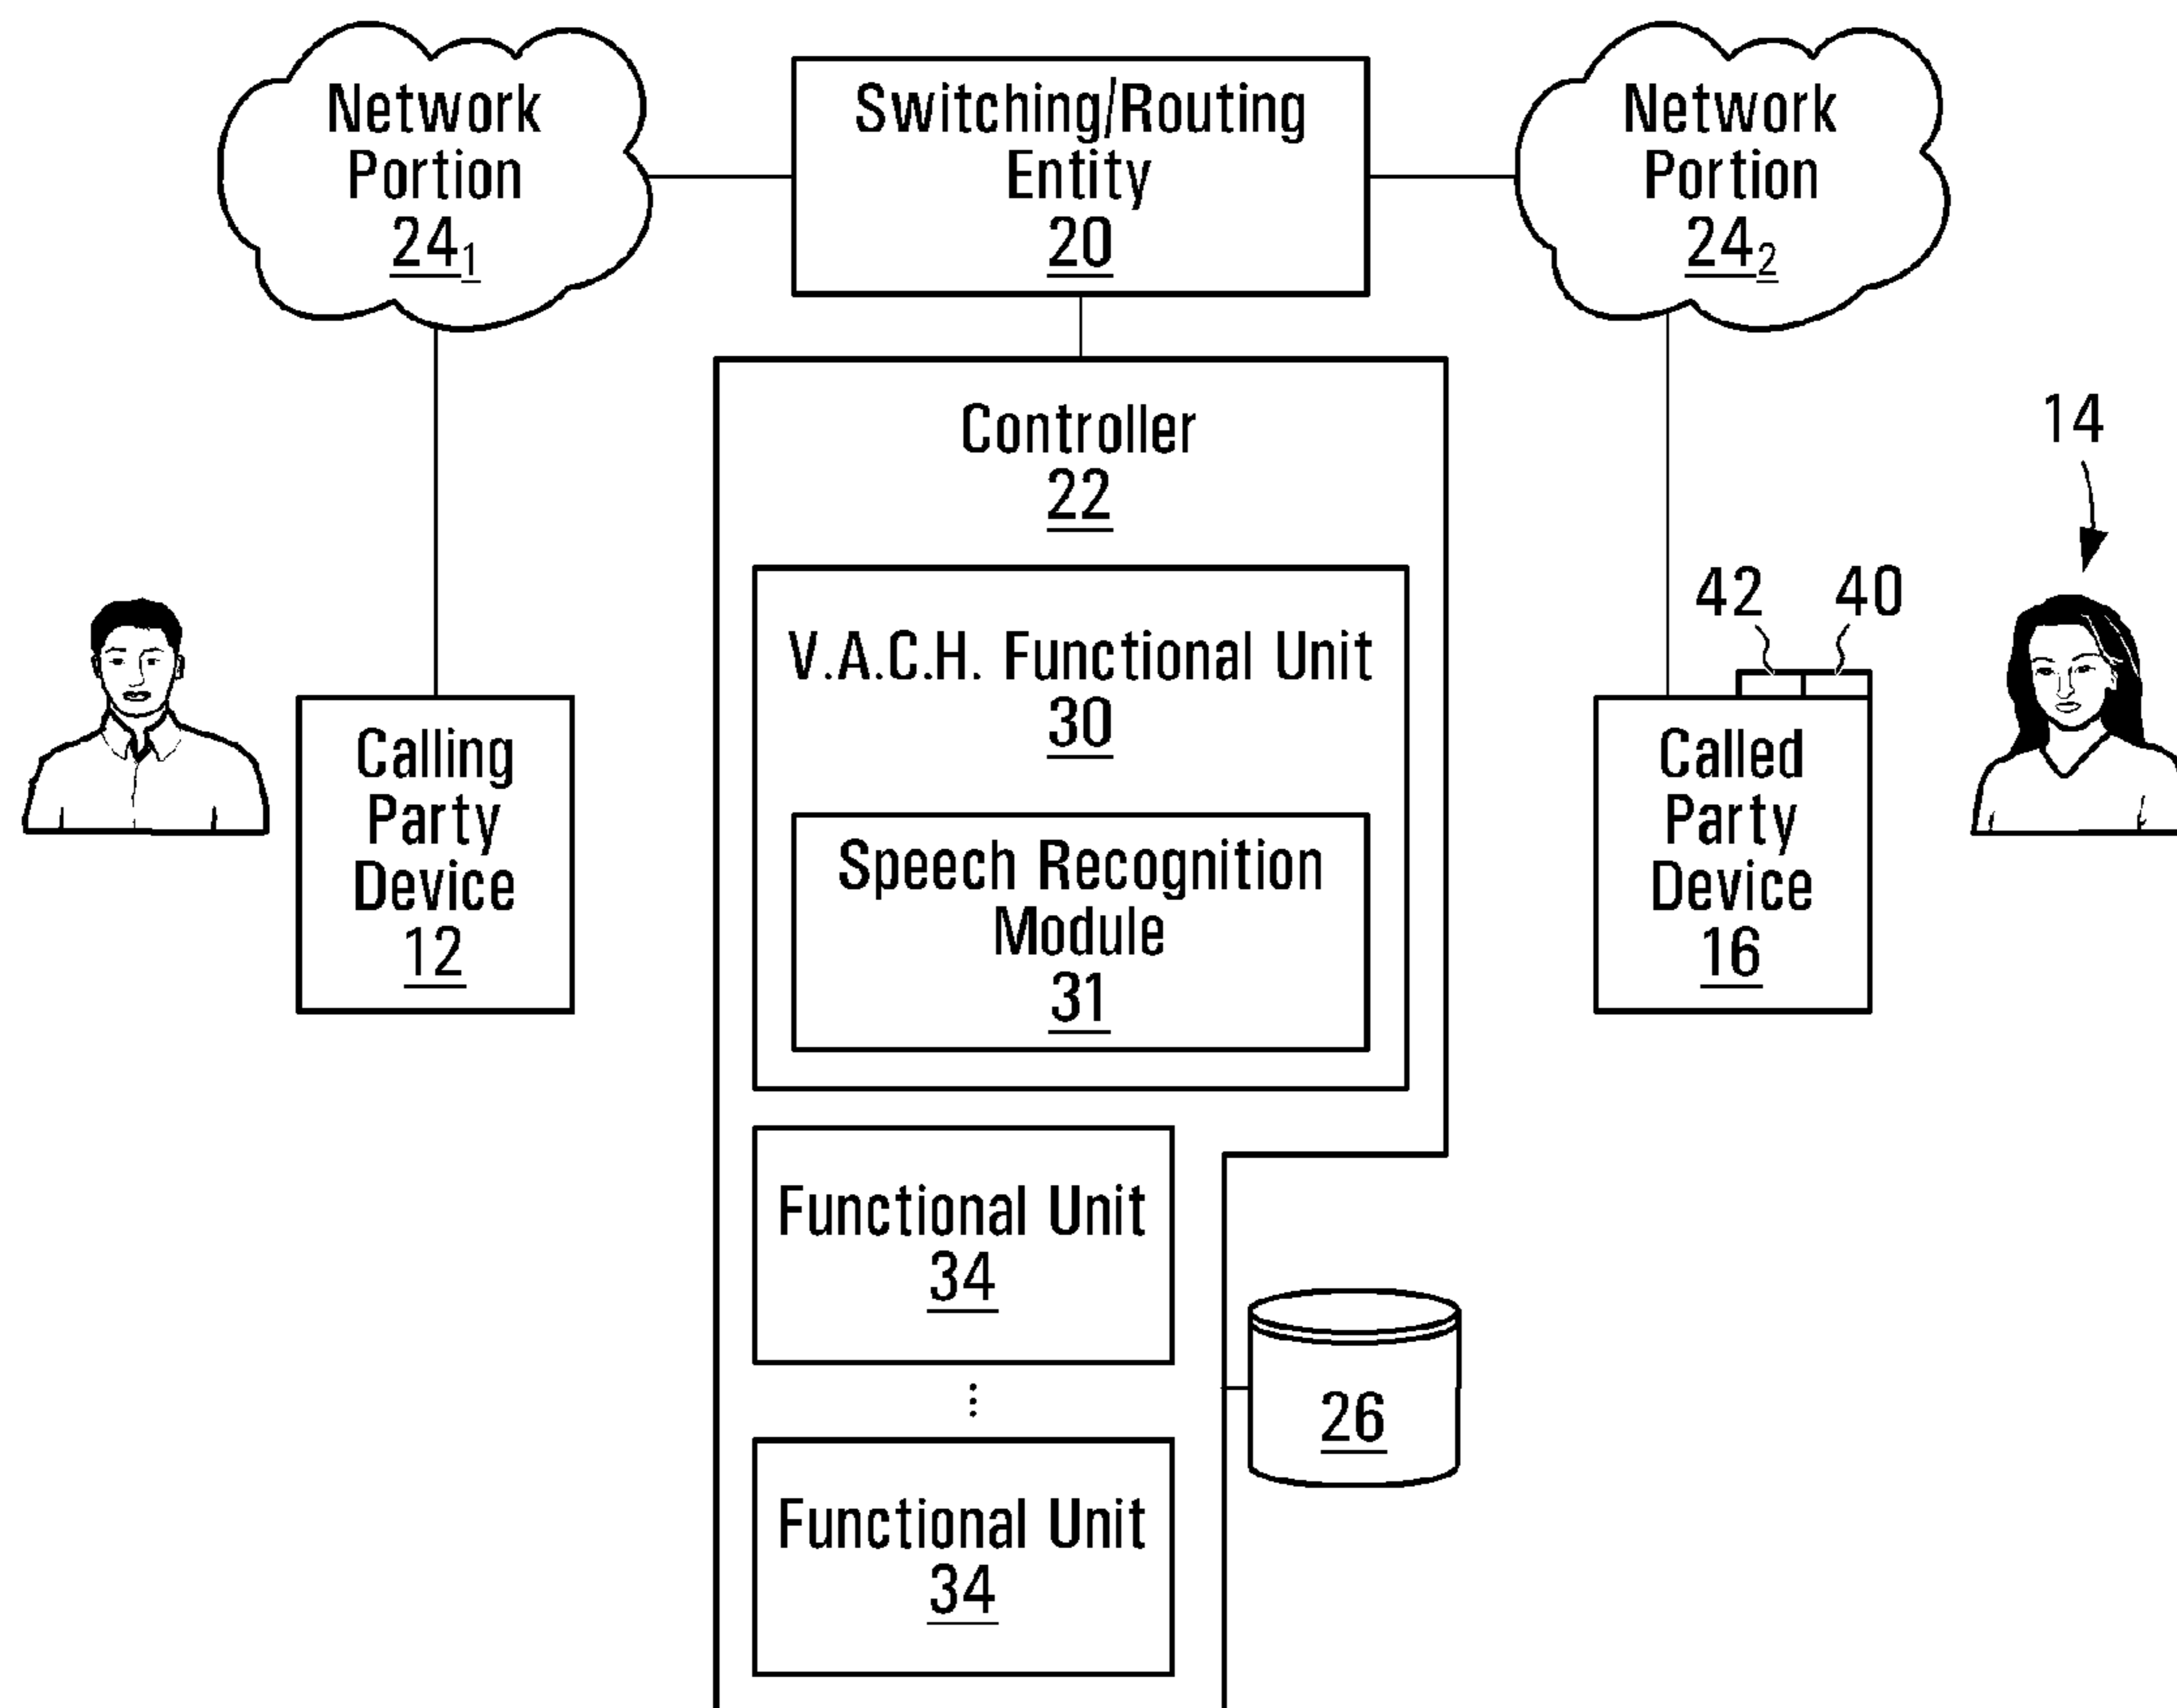 Network
Portion
24₁
Switching/Routing
Entity
20
Network
Portion
24₂
Controller
22
14
V.A.C.H. Functional Unit
30
42
40
Calling
Party
Device
12
Speech Recognition
Module
31
Called
Party
Device
16
Functional Unit
34
⋮
26
Functional Unit
34